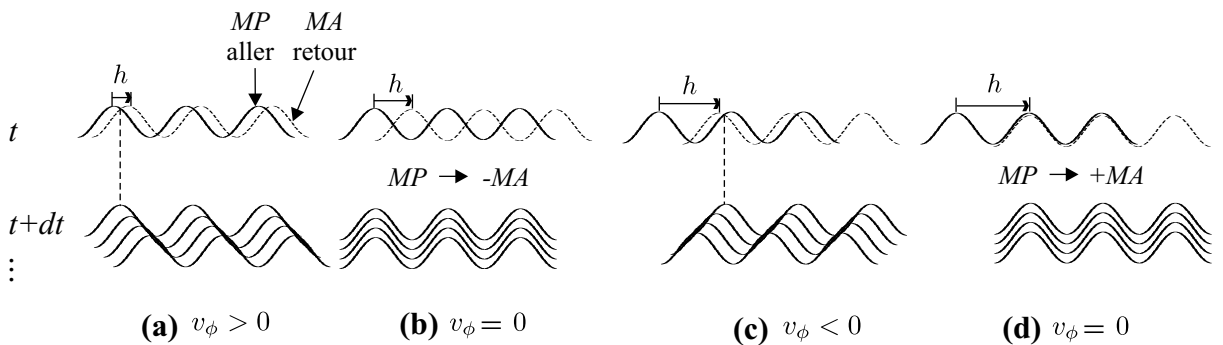 MP aller
MA retour
h
h
h
h
t
MP → -MA
MP → +MA
t+dt
⋮
(a) v_ϕ > 0
(b) v_ϕ = 0
(c) v_ϕ < 0
(d) v_ϕ = 0